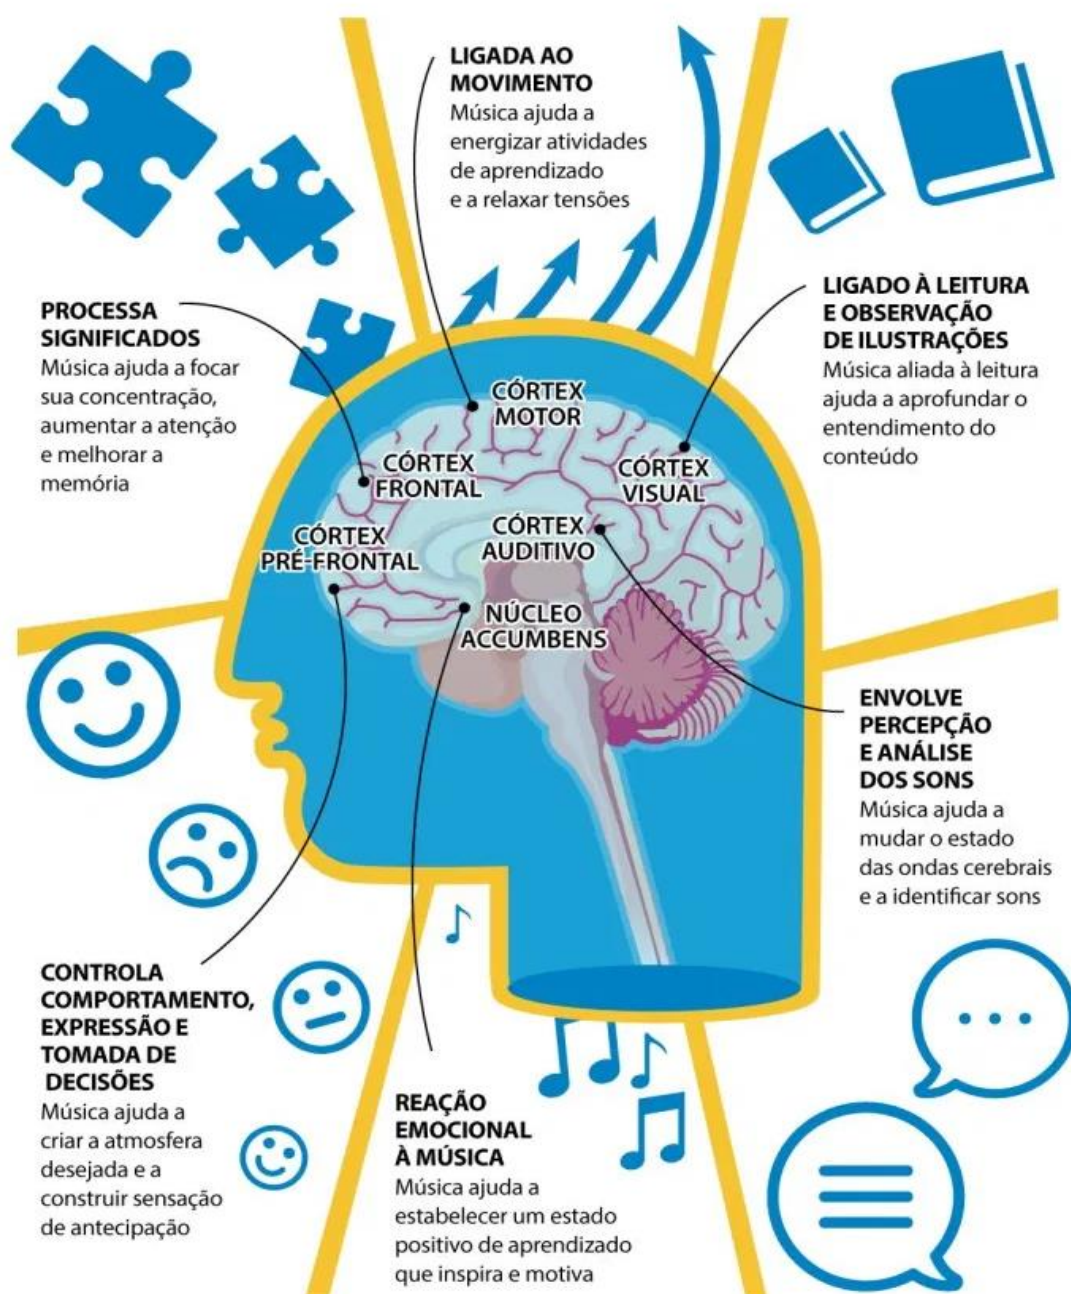 LIGADA AO
MOVIMENTO
Música ajuda a
energizar atividades
de aprendizado
e a relaxar tensões
PROCESSA
SIGNIFICADOS
Música ajuda a focar
sua concentração,
aumentar a atenção
e melhorar a
memória
LIGADO À LEITURA
E OBSERVAÇÃO
DE ILUSTRAÇÕES
Música aliada à leitura
ajuda a aprofundar o
entendimento do
conteúdo
CÓRTEX
MOTOR
CÓRTEX
FRONTAL
CÓRTEX
VISUAL
CÓRTEX
PRÉ-FRONTAL
CÓRTEX
AUDITIVO
NÚCLEO
ACCUMBENS
ENVOLVE
PERCEPÇÃO
E ANÁLISE
DOS SONS
Música ajuda a
mudar o estado
das ondas cerebrais
e a identificar sons
CONTROLA
COMPORTAMENTO,
EXPRESSÃO E
TOMADA DE
DECISÕES
Música ajuda a
criar a atmosfera
desejada e a
construir sensação
de antecipação
REAÇÃO
EMOCIONAL
À MÚSICA
Música ajuda a
estabelecer um estado
positivo de aprendizado
que inspira e motiva